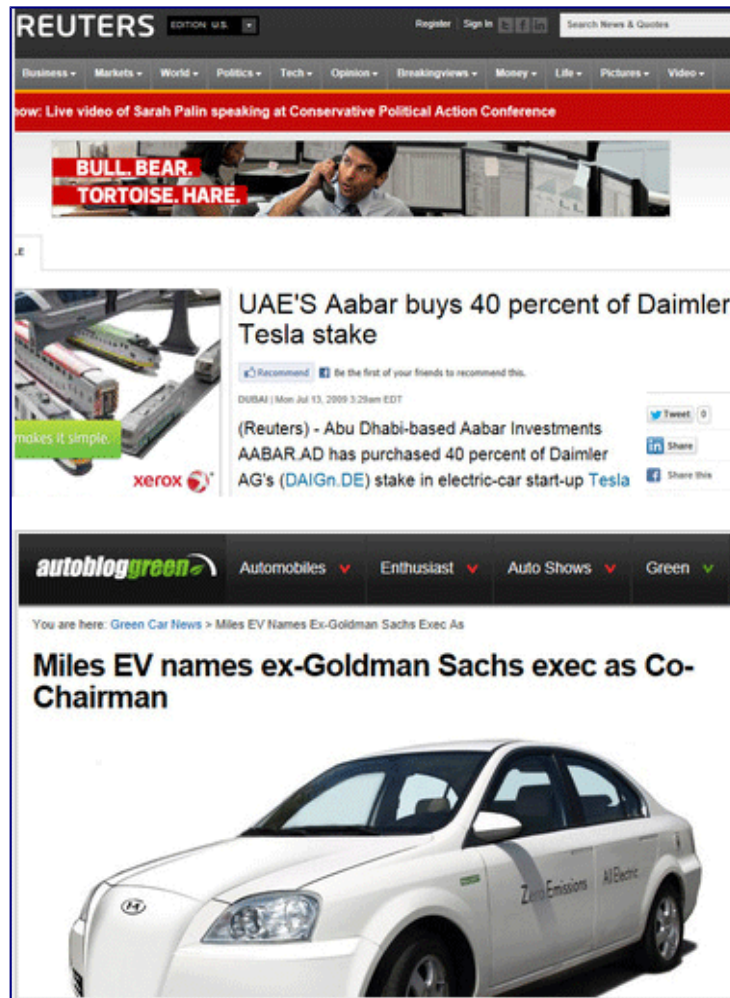 REUTERS EDITION U.S. Register Sign In Search News & Quotes
Business Markets World Politics Tech Opinion Breakingviews Money Life Pictures Video
now: Live video of Sarah Palin speaking at Conservative Political Action Conference
BULL. BEAR.
TORTOISE. HARE.
LE
UAE'S Aabar buys 40 percent of Daimler
Tesla stake
Recommend Be the first of your friends to recommend this.
DUBAI | Mon Jul 13, 2009 3:29am EDT
Tweet 0
(Reuters) - Abu Dhabi-based Aabar Investments
AABAR.AD has purchased 40 percent of Daimler
AG's (DAIGn.DE) stake in electric-car start-up Tesla
in Share
Share this
makes it simple.
xerox
autobloggreen Automobiles Enthusiast Auto Shows Green
You are here: Green Car News > Miles EV Names Ex-Goldman Sachs Exec As
Miles EV names ex-Goldman Sachs exec as Co-
Chairman
Zero Emissions All Electric